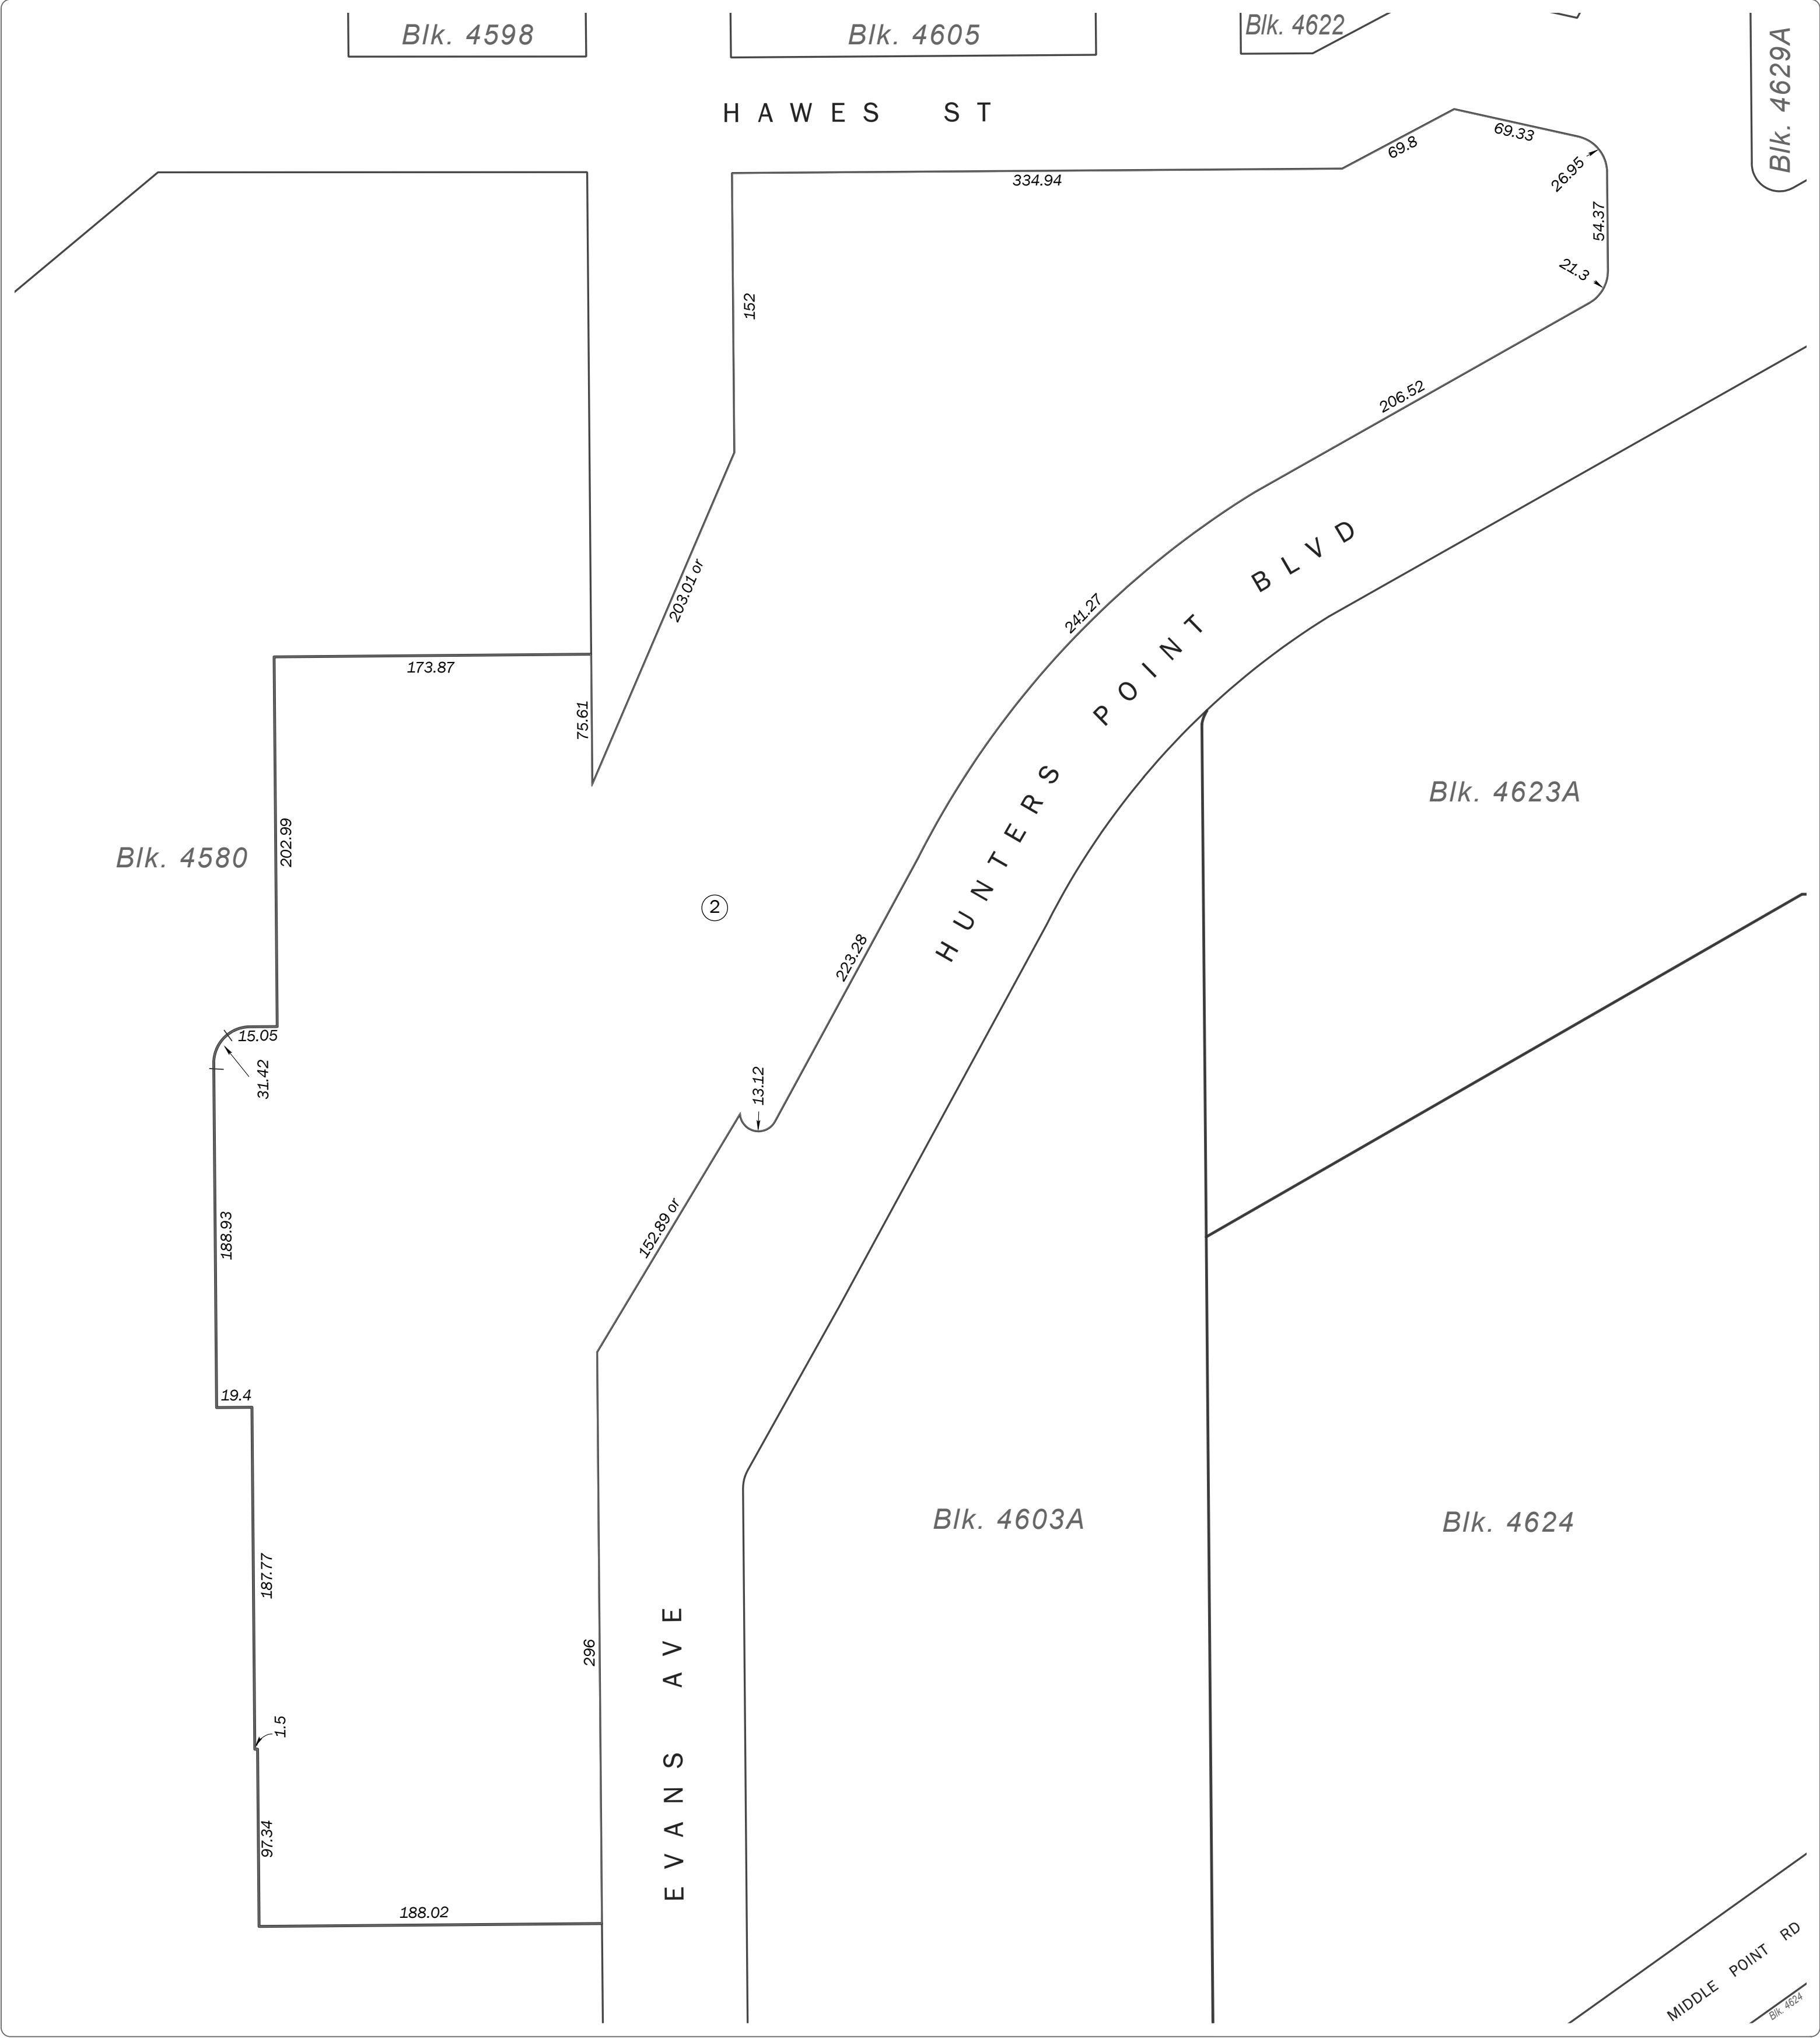 Blk. 4598
Blk. 4605
Blk. 4622
Blk. 4629A
HAWES ST
69.33
69.8
26.95
334.94
54.37
21.3
152
206.52
HUNTERS POINT BLVD
203.01 or
241.27
173.87
75.61
Blk. 4623A
202.99
Blk. 4580
2
223.28
15.05
31.42
13.12
188.93
152.89 or
19.4
Blk. 4603A
Blk. 4624
187.77
296
EVANS AVE
1.5
97.34
188.02
MIDDLE POINT RD
Blk. 4624